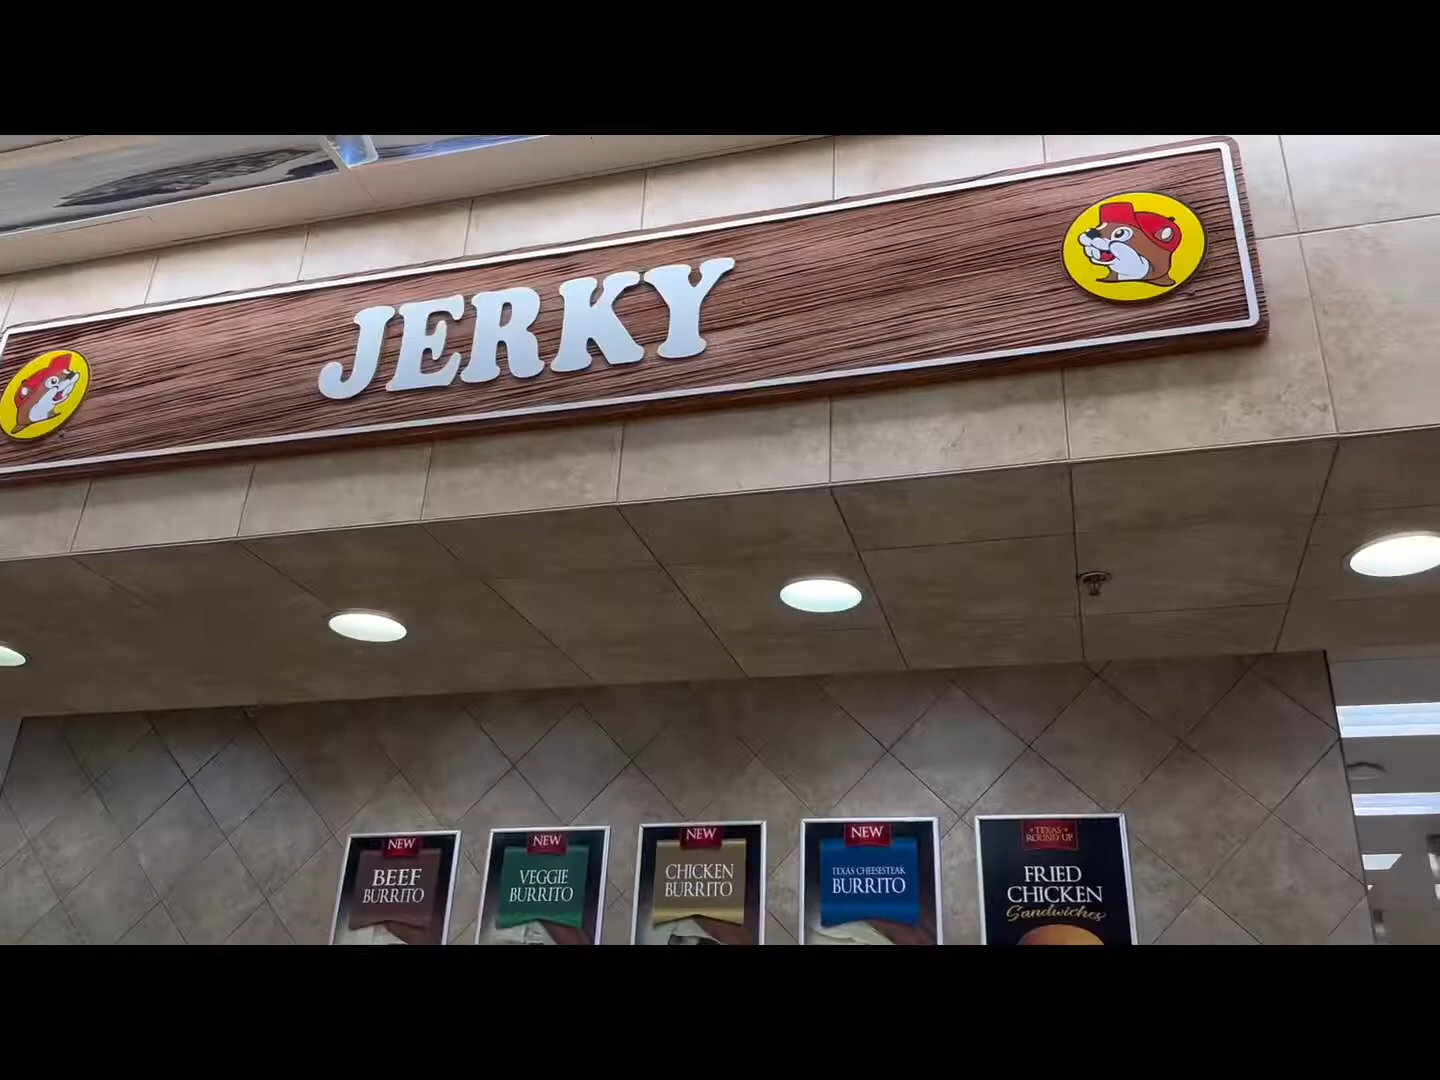 JERKY
NEW
BEEF
BURRITO
NEW
VEGGIE
BURRITO
NEW
CHICKEN
BURRITO
NEW
TEXAS CHEESESTEAK
BURRITO
TEXAS
ROUND UP
FRIED
CHICKEN
Sandwiches